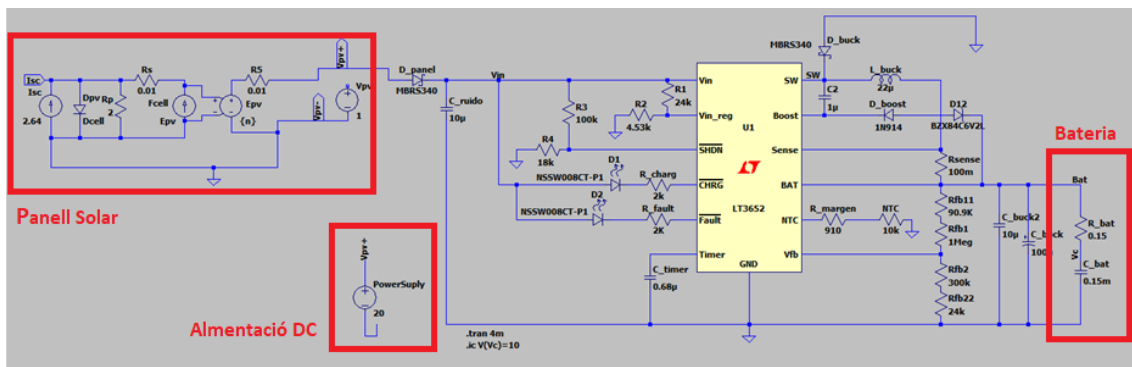 Isc
Isc
2.64
Dpv
Dcell
Rp
2
Rs
0.01
Fcell
Epv
R5
0.01
Epv
{n}
Vpv+
Vpv-
Vpv
1
Panell Solar
Vpv+
PowerSuply
20
Almentació DC
D_panel
MBRS340
Vin
C_ruido
10µ
R3
100k
R4
18k
R2
4.53k
R1
24k
NSSW008CT-P1
D1
R_charg
2k
D2
NSSW008CT-P1
R_fault
2K
C_timer
0.68µ
.tran 4m
.ic V(Vc)=10
Vin
Vin_reg
SHDN
CHRG
Fault
Timer
U1
LT3652
GND
SW
Boost
Sense
BAT
NTC
Vfb
MBRS340
D_buck
SW
L_buck
22µ
C2
1µ
D_boost
1N914
D12
BZX84C6V2L
Rsense
100m
R_margen
910
NTC
10k
Rfb11
90.9K
Rfb1
1Meg
Rfb2
300k
Rfb22
24k
C_buck2
10µ
C_buck
Bateria
Bat
R_bat
0.15
Vc
C_bat
0.15m